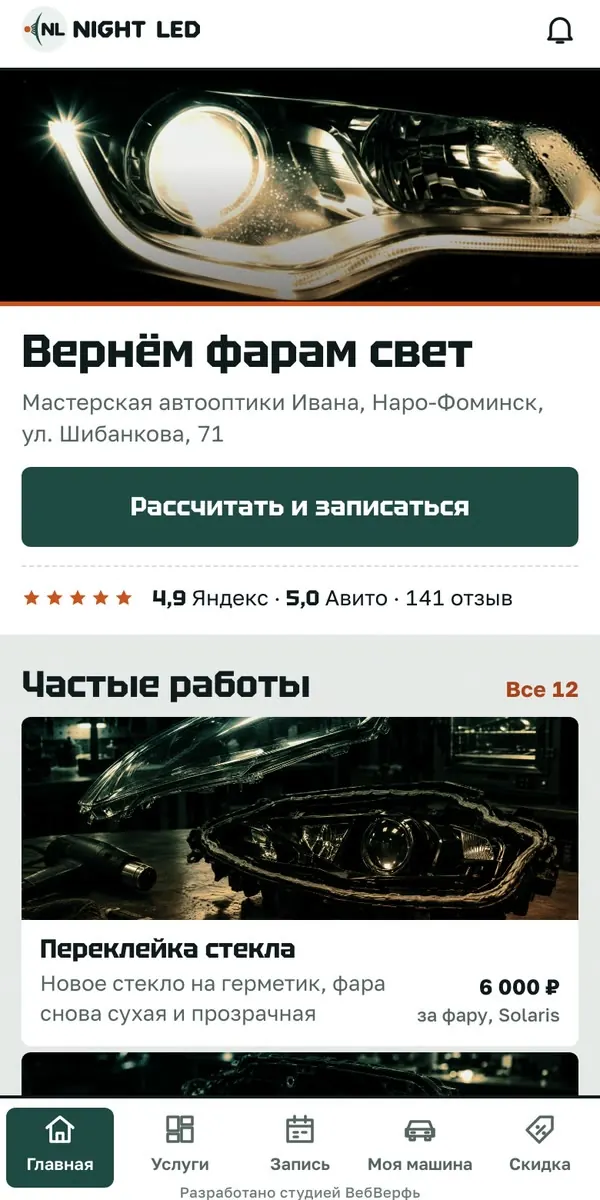 NL NIGHT LED
Вернём фарам свет
Мастерская автооптики Ивана, Наро-Фоминск,
ул. Шибанкова, 71
Рассчитать и записаться
4,9 Яндекс · 5,0 Авито · 141 отзыв
Частые работы
Все 12
Переклейка стекла
Новое стекло на герметик, фара
снова сухая и прозрачная
6 000 ₽
за фару, Solaris
Главная
Услуги
Запись
Моя машина
Скидка
Разработано студией ВебВерфь